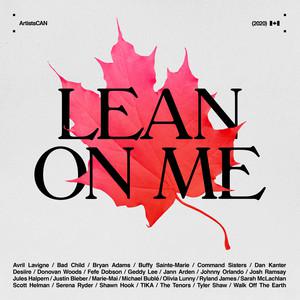 ArtistsCAN
(2020)
LEAN
ON ME
Avril Lavigne / Bad Child / Bryan Adams / Buffy Sainte-Marie / Command Sisters / Dan Kanter
Desiire / Donovan Woods / Fefe Dobson / Geddy Lee / Jann Arden / Johnny Orlando / Josh Ramsay
Jules Halpern / Justin Bieber / Marie-Mai / Michael Bublé / Olivia Lunny / Ryland James / Sarah McLachlan
Scott Helman / Serena Ryder / Shawn Hook / TIKA / The Tenors / Tyler Shaw / Walk Off The Earth